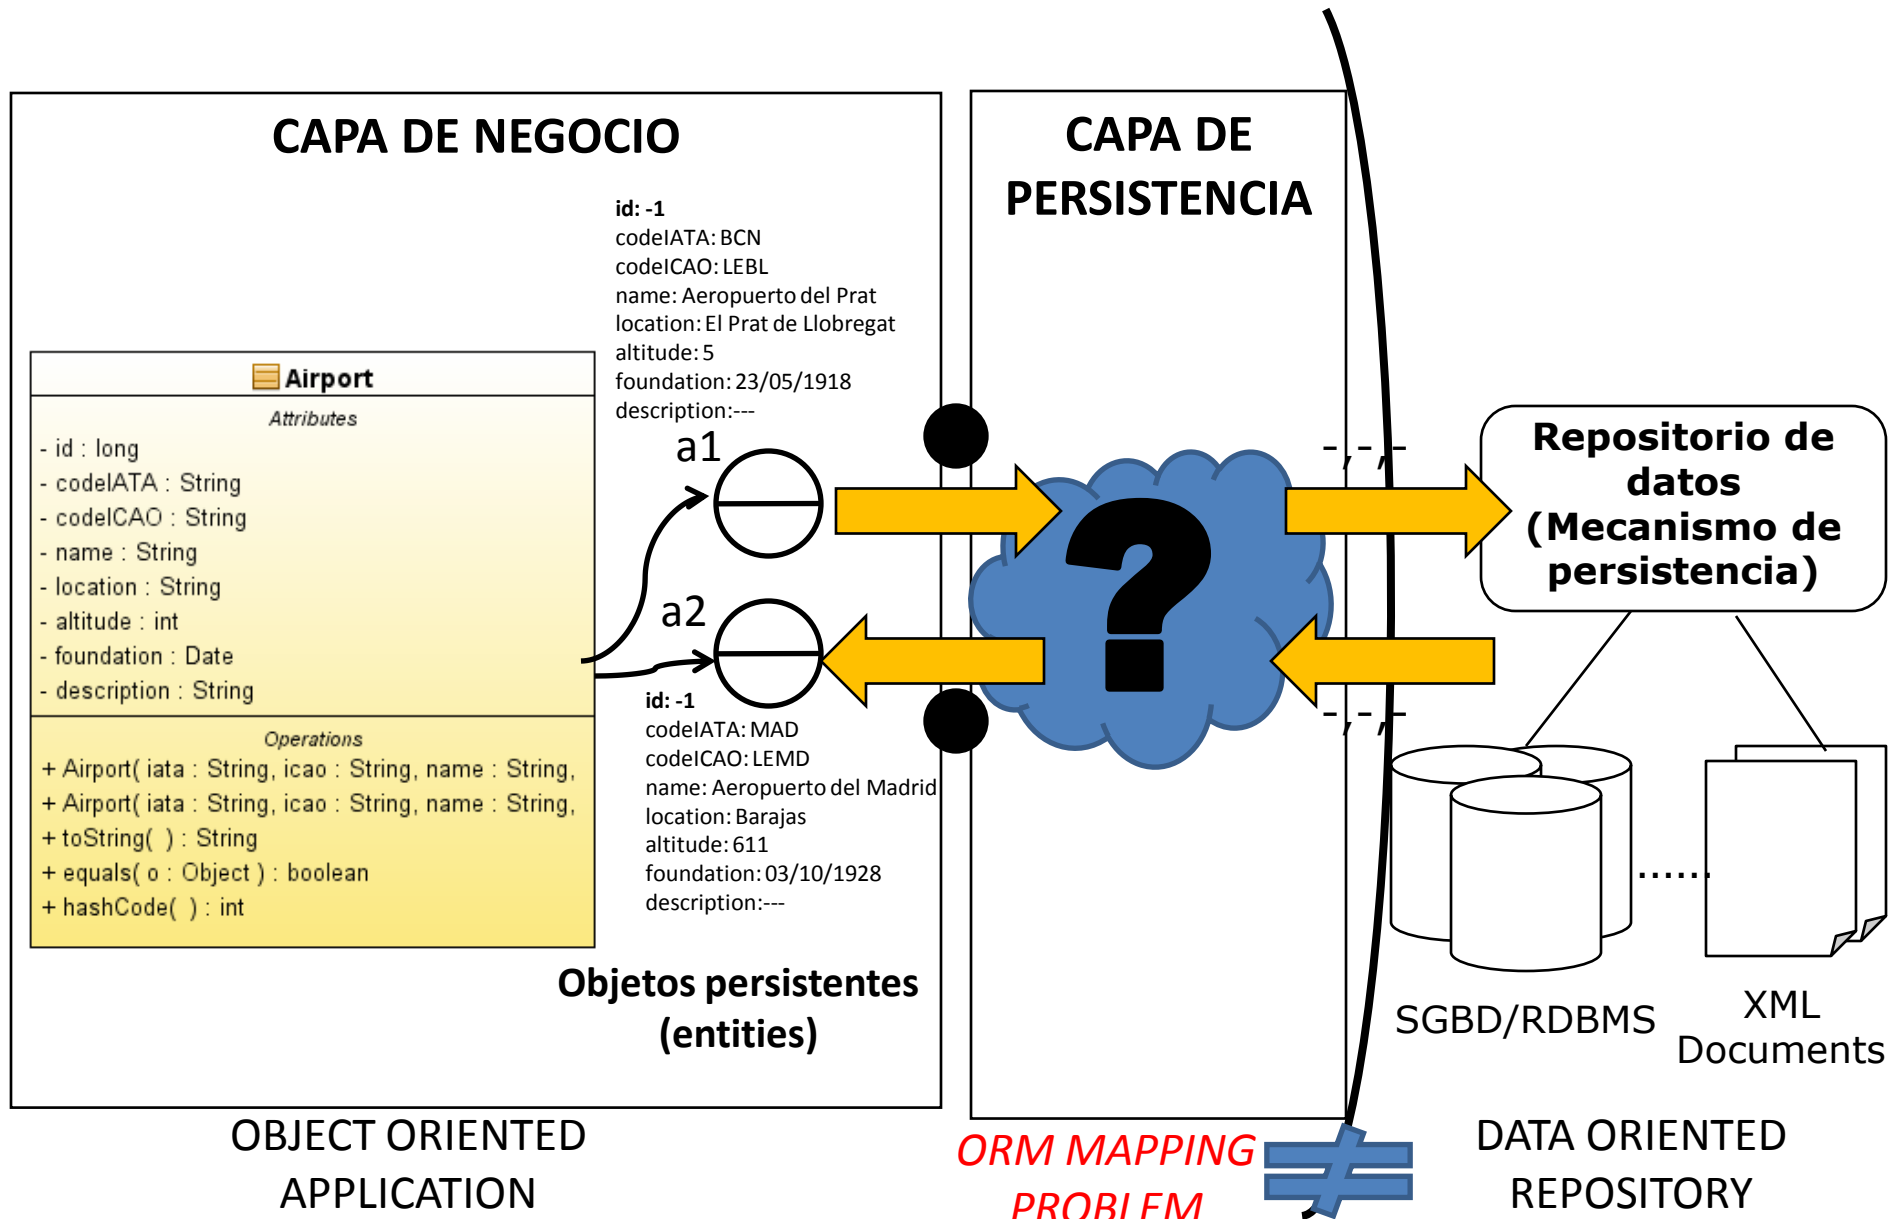 CAPA DE NEGOCIO
id: -1
codeIATA: BCN
codeICAO: LEBL
name: Aeropuerto del Prat
location: El Prat de Llobregat
altitude: 5
foundation: 23/05/1918
description:---
Airport
Attributes
- id : long
- codeIATA : String
- codeICAO : String
- name : String
- location : String
- altitude : int
- foundation : Date
- description : String
Operations
+ Airport( iata : String, icao : String, name : String,
+ Airport( iata : String, icao : String, name : String,
+ toString( ) : String
+ equals( o : Object ) : boolean
+ hashCode( ) : int
a1
a2
id: -1
codeIATA: MAD
codeICAO: LEMD
name: Aeropuerto del Madrid
location: Barajas
altitude: 611
foundation: 03/10/1928
description:---
Objetos persistentes
(entities)
OBJECT ORIENTED
APPLICATION
CAPA DE
PERSISTENCIA
?
-,-,-
-,-,-
ORM MAPPING
PROBLEM
≠
Repositorio de
datos
(Mecanismo de
persistencia)
......
SGBD/RDBMS
XML
Documents
DATA ORIENTED
REPOSITORY